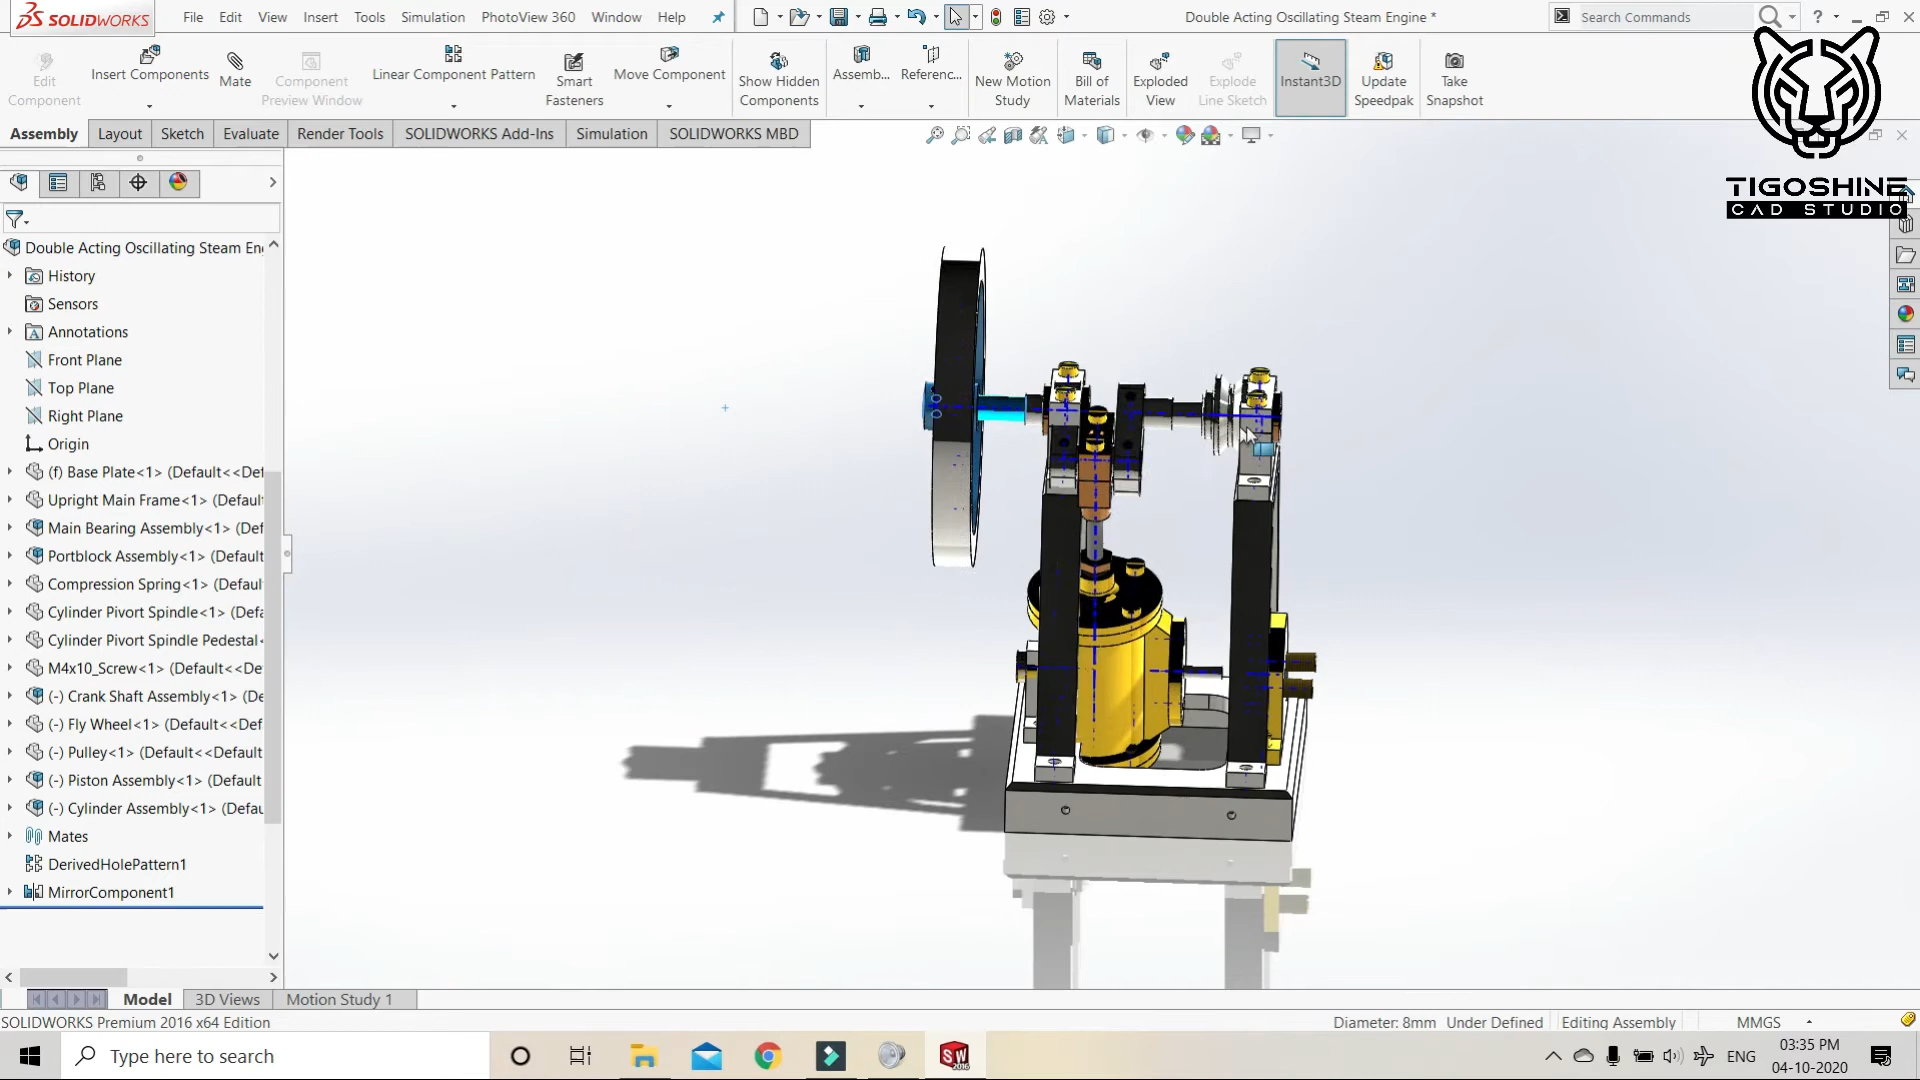 SOLIDWORKS
File Edit View Insert Tools Simulation PhotoView 360 Window Help
Double Acting Oscillating Steam Engine *
Search Commands
Edit Component
Insert Components
Mate
Component Preview Window
Linear Component Pattern
Smart Fasteners
Move Component
Show Hidden Components
Assemb...
Referenc...
New Motion Study
Bill of Materials
Exploded View
Explode Line Sketch
Instant3D
Update Speedpak
Take Snapshot
Assembly Layout Sketch Evaluate Render Tools SOLIDWORKS Add-Ins Simulation SOLIDWORKS MBD
TIGOSHINE
CAD STUDIO
Double Acting Oscillating Steam En
History
Sensors
Annotations
Front Plane
Top Plane
Right Plane
Origin
(f) Base Plate<1> (Default<<Def
Upright Main Frame<1> (Default
Main Bearing Assembly<1> (Def
Portblock Assembly<1> (Default
Compression Spring<1> (Default
Cylinder Pivort Spindle<1> (Defa
Cylinder Pivort Spindle Pedestal
M4x10_Screw<1> (Default<<De
(-) Crank Shaft Assembly<1> (De
(-) Fly Wheel<1> (Default<<Def
(-) Pulley<1> (Default<<Default
(-) Piston Assembly<1> (Default
(-) Cylinder Assembly<1> (Defau
Mates
DerivedHolePattern1
MirrorComponent1
Model 3D Views Motion Study 1
SOLIDWORKS Premium 2016 x64 Edition
Diameter: 8mm Under Defined Editing Assembly MMGS
Type here to search
SW
2016
ENG
03:35 PM
04-10-2020